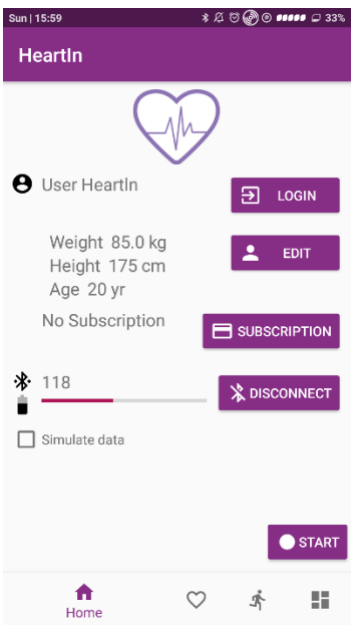 Sun | 15:59
33%
HeartIn
User HeartIn
LOGIN
Weight 85.0 kg
Height 175 cm
Age 20 yr
EDIT
No Subscription
SUBSCRIPTION
118
DISCONNECT
Simulate data
START
Home